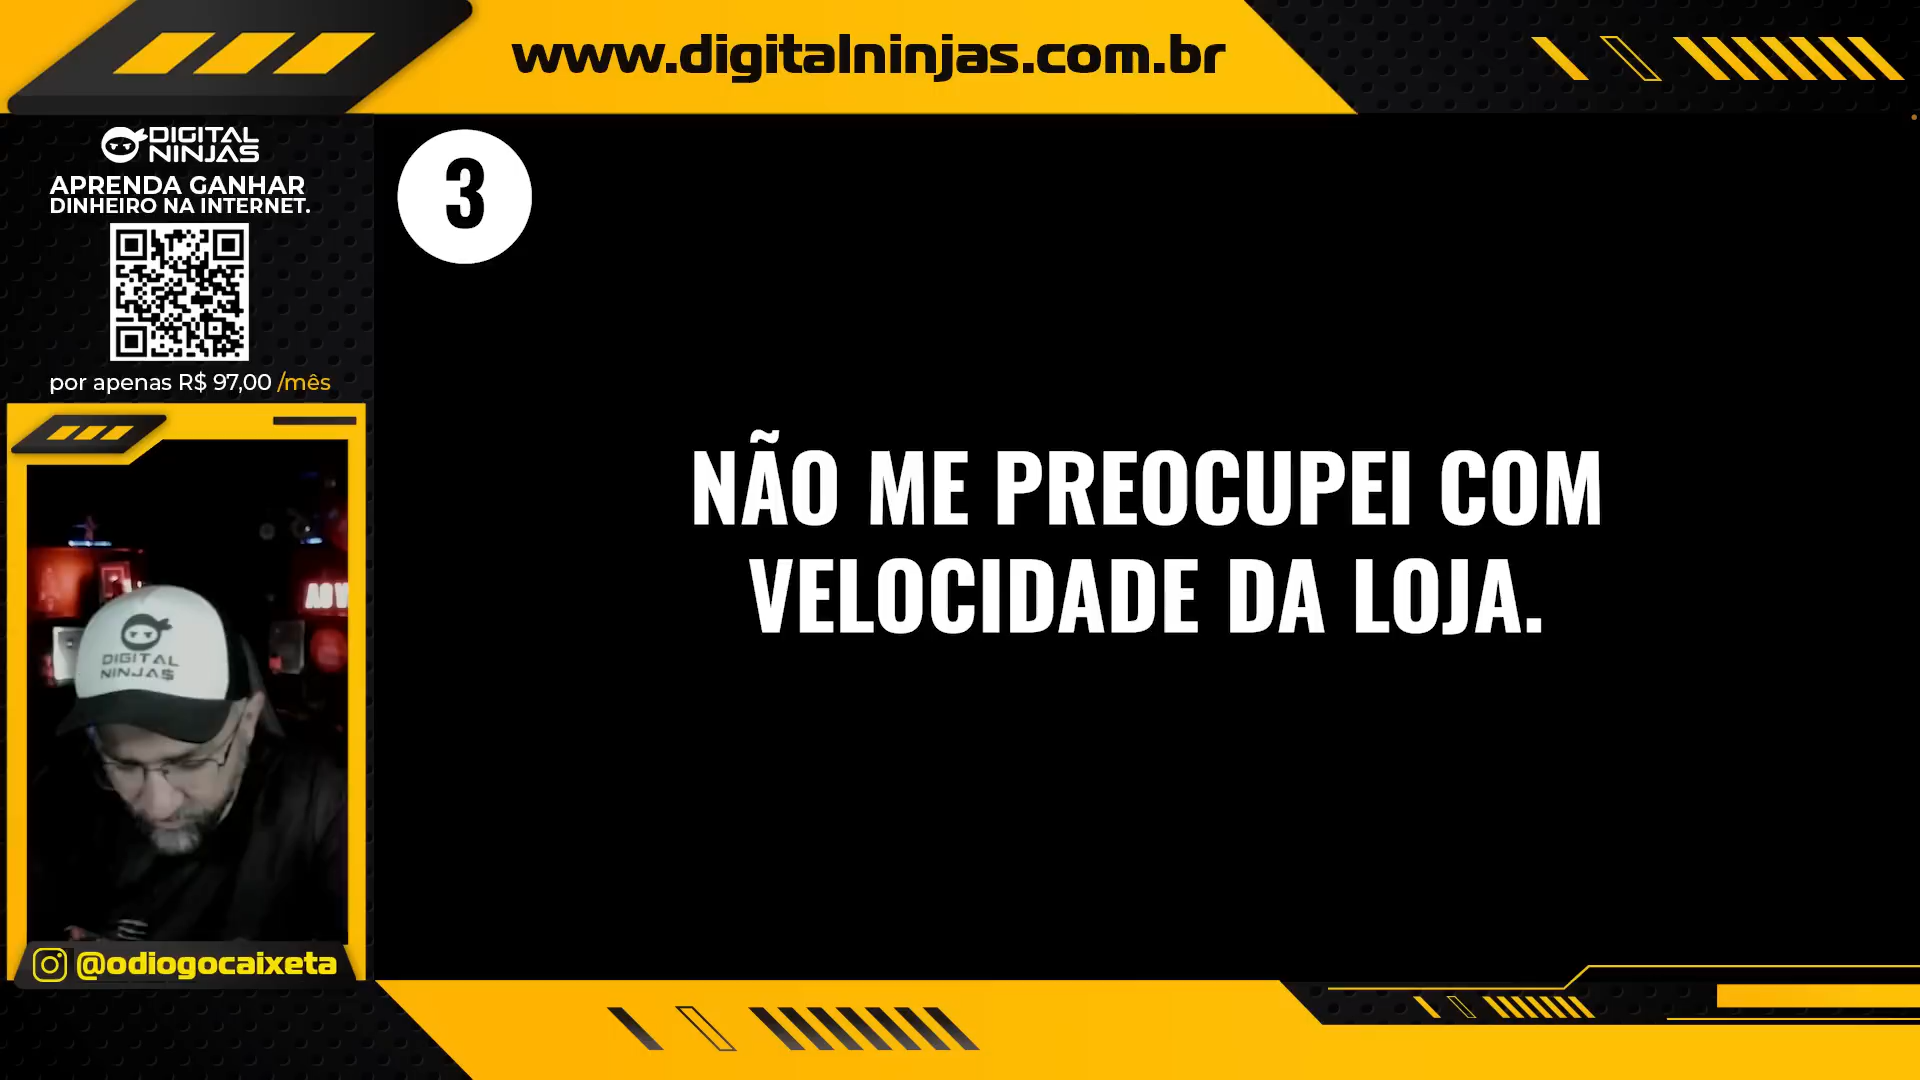 www.digitalninjas.com.br
DIGITAL
NINJAS
APRENDA GANHAR
DINHEIRO NA INTERNET.
por apenas R$ 97,00 /mês
3
NÃO ME PREOCUPEI COM
VELOCIDADE DA LOJA.
DIGITAL
NINJA$
@odiogocaixeta